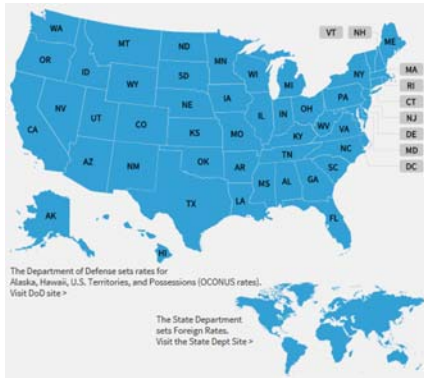 WA
MT
ND
MN
VT
NH
ME
OR
ID
SD
WI
MI
NY
MA
WY
RI
IA
PA
CT
NV
NE
IL
IN
OH
NJ
UT
CO
WV
VA
DE
CA
KS
MO
KY
MD
NC
DC
TN
AZ
NM
OK
AR
SC
MS
AL
GA
TX
LA
AK
FL
HI
The Department of Defense sets rates for
Alaska, Hawaii, U.S. Territories, and Possessions (OCONUS rates).
Visit DoD site >
The State Department
sets Foreign Rates.
Visit the State Dept Site >